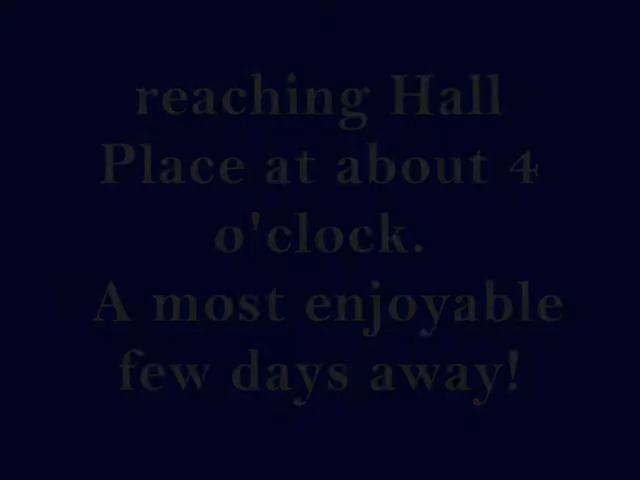 reaching Hall
Place at about 4
o'clock.
A most enjoyable
few days away!